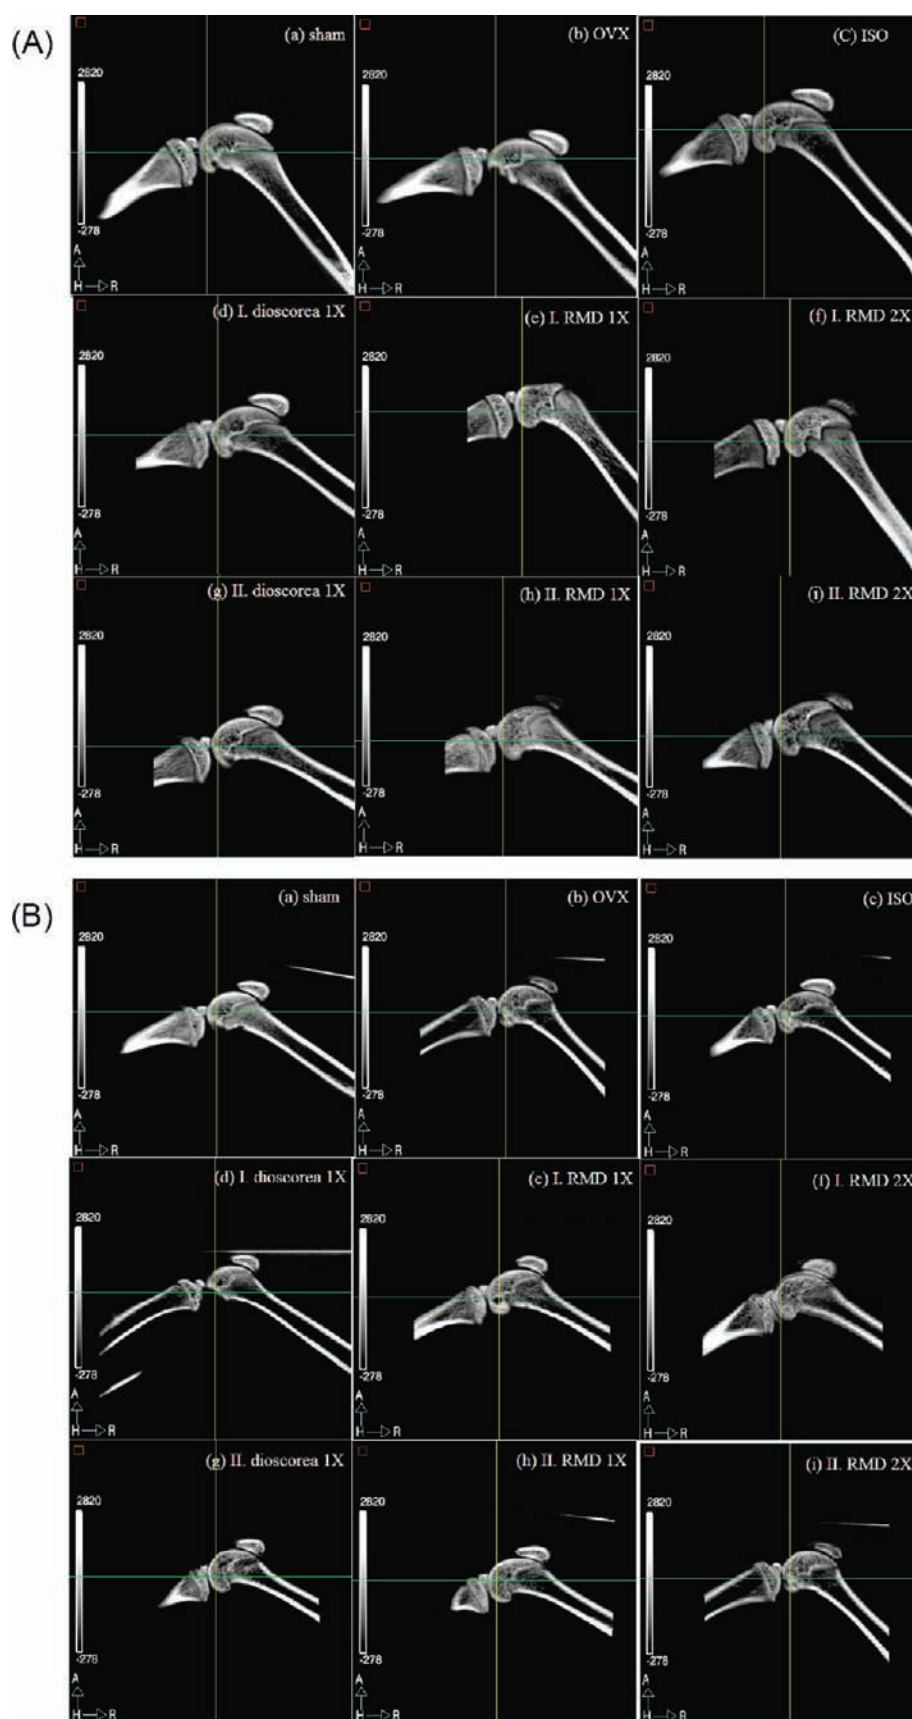 (A)
(a) sham
2820
-278
A
H R
(b) OVX
2820
-278
A
H R
(C) ISO
2820
-278
A
H R
(d) I. dioscorea 1X
2820
-278
A
H R
(e) I. RMD 1X
2820
-278
A
H R
(f) I. RMD 2X
2820
-278
A
H R
(g) II. dioscorea 1X
2820
-278
A
H R
(h) II. RMD 1X
2820
-278
A
H R
(i) II. RMD 2X
2820
-278
A
H R
(B)
(a) sham
2820
-278
A
H R
(b) OVX
2820
-278
A
H R
(c) ISO
2820
-278
A
H R
(d) I. dioscorea 1X
2820
-278
A
H R
(e) I. RMD 1X
2820
-278
A
H R
(f) I. RMD 2X
2820
-278
A
H R
(g) II. dioscorea 1X
2820
-278
A
H R
(h) II. RMD 1X
2820
-278
A
H R
(i) II. RMD 2X
2820
-278
A
H R